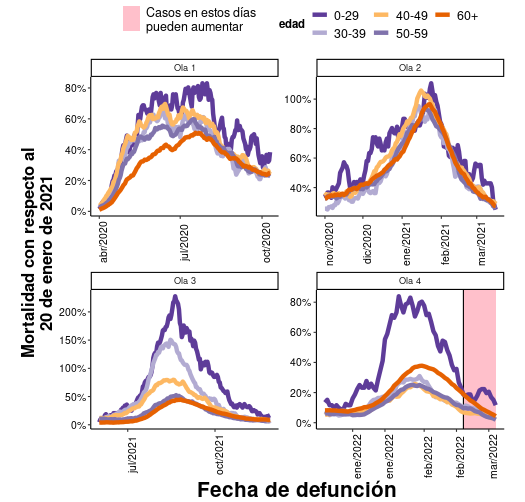 Casos en estos días
pueden aumentar
edad
0-29
40-49
60+
30-39
50-59
Ola 1
Ola 2
80%
60%
40%
20%
0%
100%
80%
60%
40%
abr/2020
jul/2020
oct/2020
nov/2020
dic/2020
ene/2021
feb/2021
mar/2021
Mortalidad con respecto al
20 de enero de 2021
Ola 3
Ola 4
200%
150%
100%
50%
0%
80%
60%
40%
20%
0%
jul/2021
oct/2021
ene/2022
ene/2022
feb/2022
feb/2022
mar/2022
Fecha de defunción